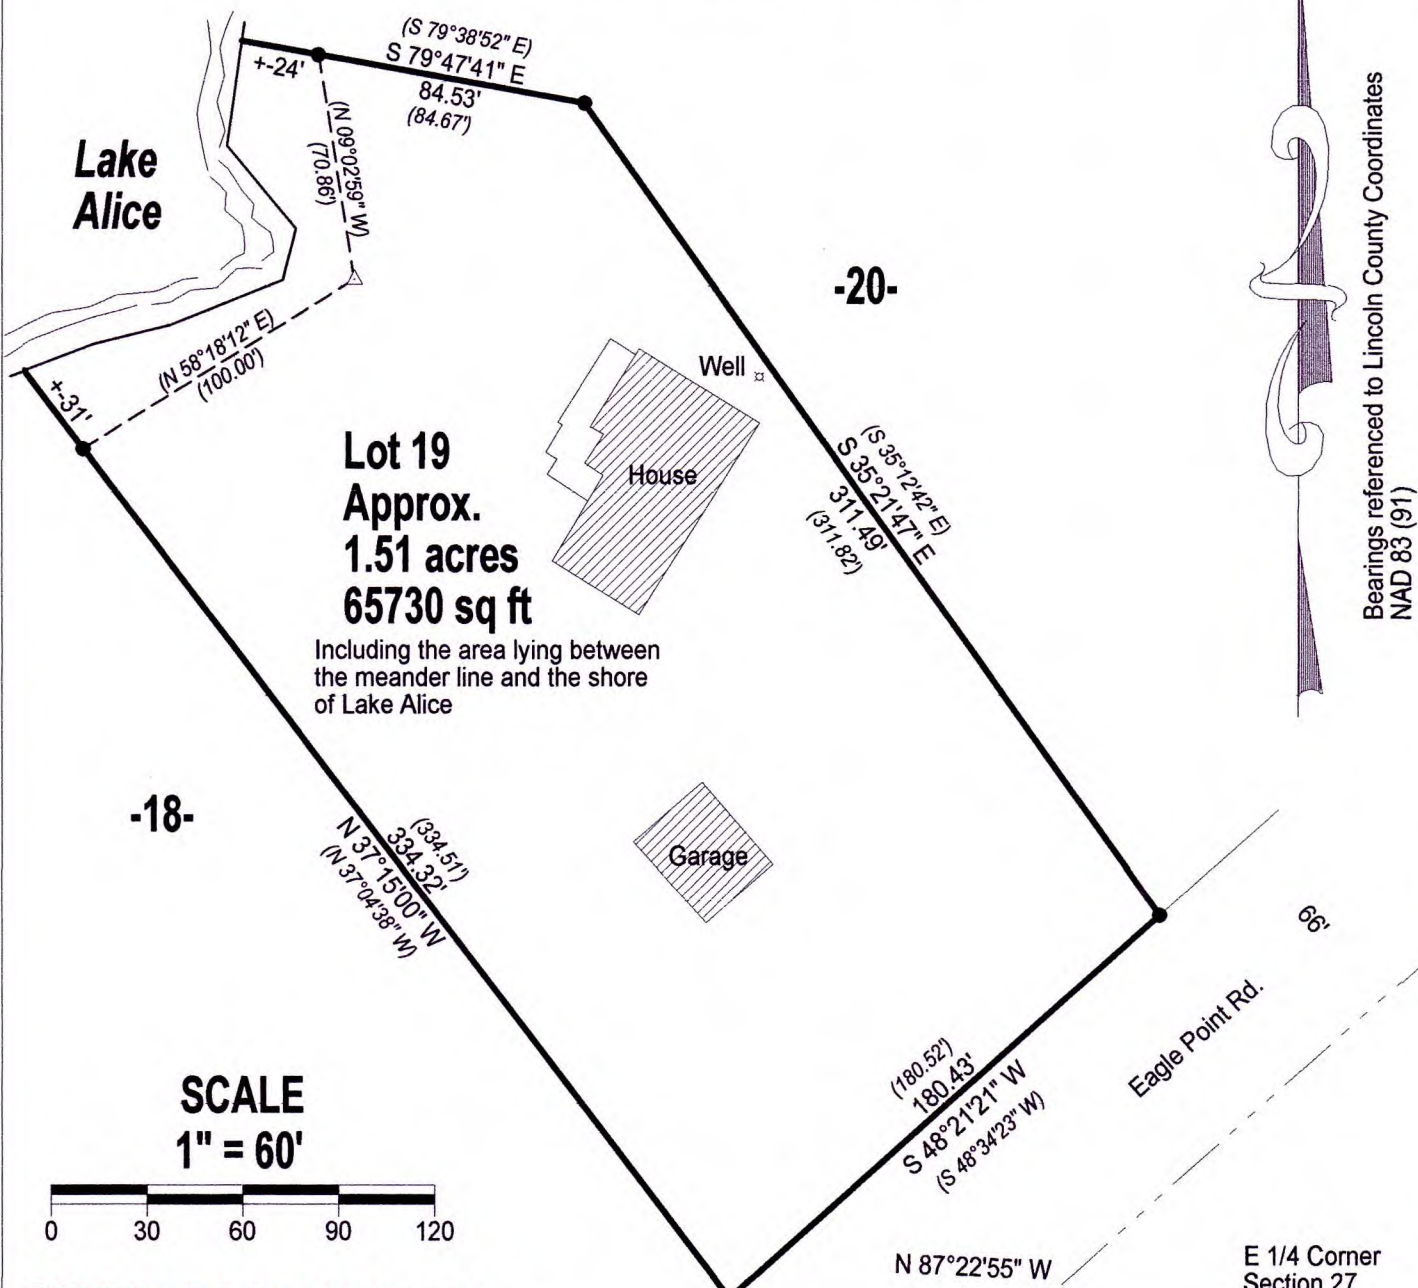 (S 79°38'52" E)
S 79°47'41" E
+-24'
84.53'
(84.67')
(N 09°02'59" W)
(70.86')
Lake
Alice
-20-
Bearings referenced to Lincoln County Coordinates
NAD 83 (91)
(N 58°18'12" E)
(100.00')
+-31'
Well
House
(S 35°12'42" E)
S 35°21'47" E
311.49'
(311.82')
Lot 19
Approx.
1.51 acres
65730 sq ft
Including the area lying between
the meander line and the shore
of Lake Alice
-18-
(334.51')
334.32'
N 37°15'00" W
(N 37°04'38" W)
Garage
66'
Eagle Point Rd.
(180.52')
180.43'
S 48°21'21" W
(S 48°34'23" W)
SCALE
1" = 60'
0 30 60 90 120
N 87°22'55" W
E 1/4 Corner
Section 27